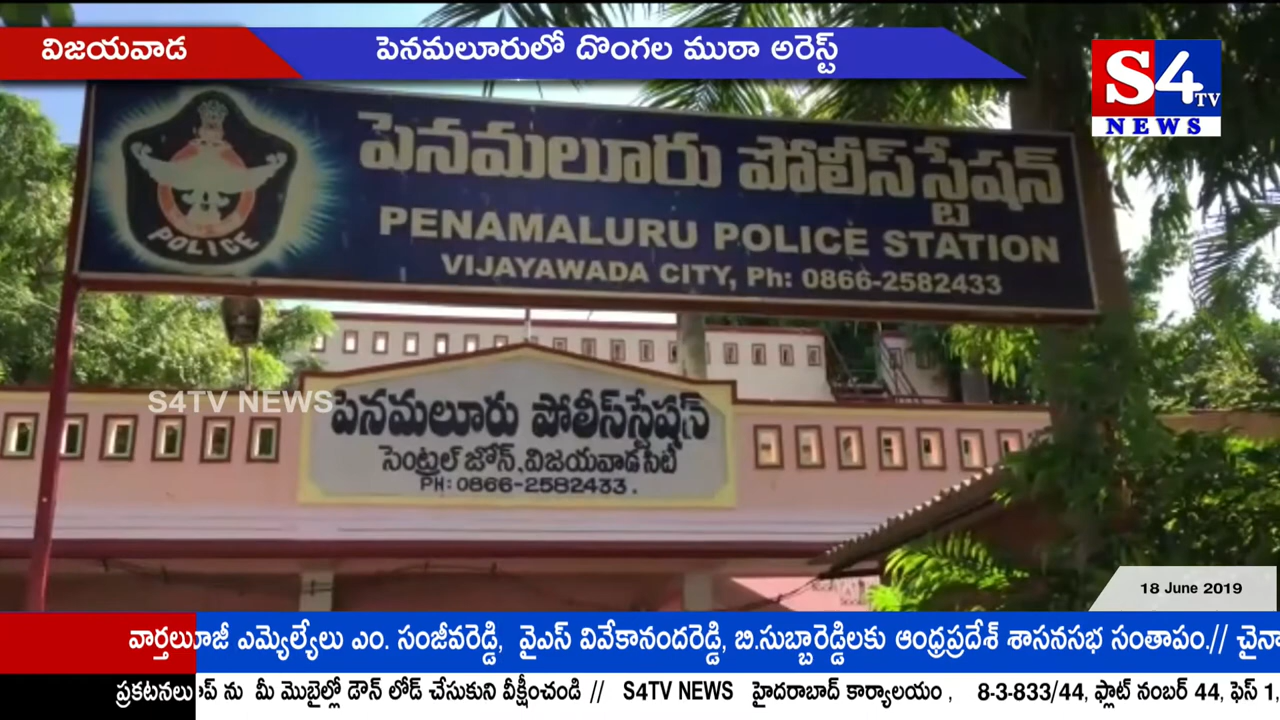 విజయవాడ
పెనమలూరులో దొంగల ముఠా అరెస్ట్
S4
TV
NEWS
పెనమలూరు పోలీస్ స్టేషన్
POLICE
PENAMALURU POLICE STATION
VIJAYAWADA CITY, Ph: 0866-2582433
S4TV NEWS
పెనమలూరు పోలీస్‌స్టేషన్
సెంట్రల్ జోన్, విజయవాడ సిటీ
PH: 0866-2582433.
18 June 2019
వార్తలు
ఎమ్యెల్యేలు ఎం. సంజీవరెడ్డి, వైఎస్ వివేకానందరెడ్డి, బి.సుబ్బారెడ్డిలకు ఆంధ్రప్రదేశ్ శాసనసభ సంతాపం.//
ప్రకటనలు
ను మీ మొబైల్లో డౌన్ లోడ్ చేసుకుని వీక్షించండి // S4TV NEWS హైదరాబాద్ కార్యాలయం , 8-3-833/44, ఫ్లాట్ నంబర్ 44, ఫేస్ 1,